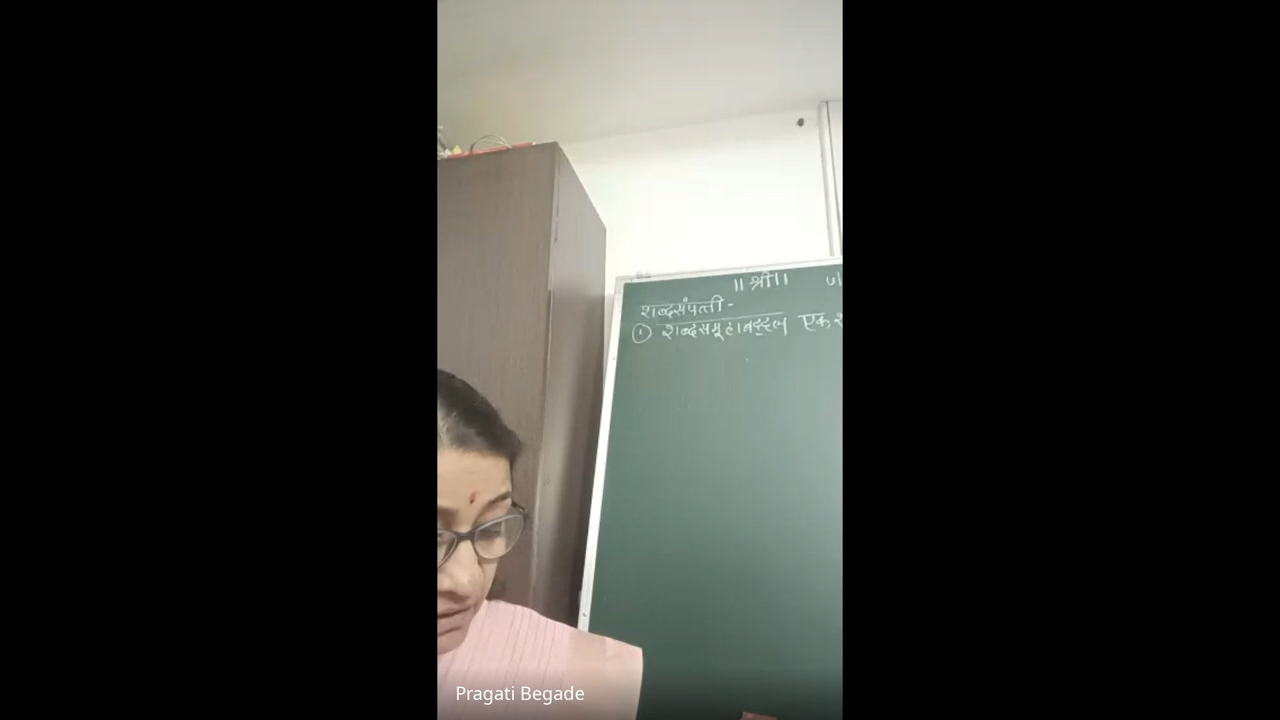 ॥ श्री ॥
शब्दसंपत्ती -
① शब्दसमूहाबद्दल एक
Pragati Begade